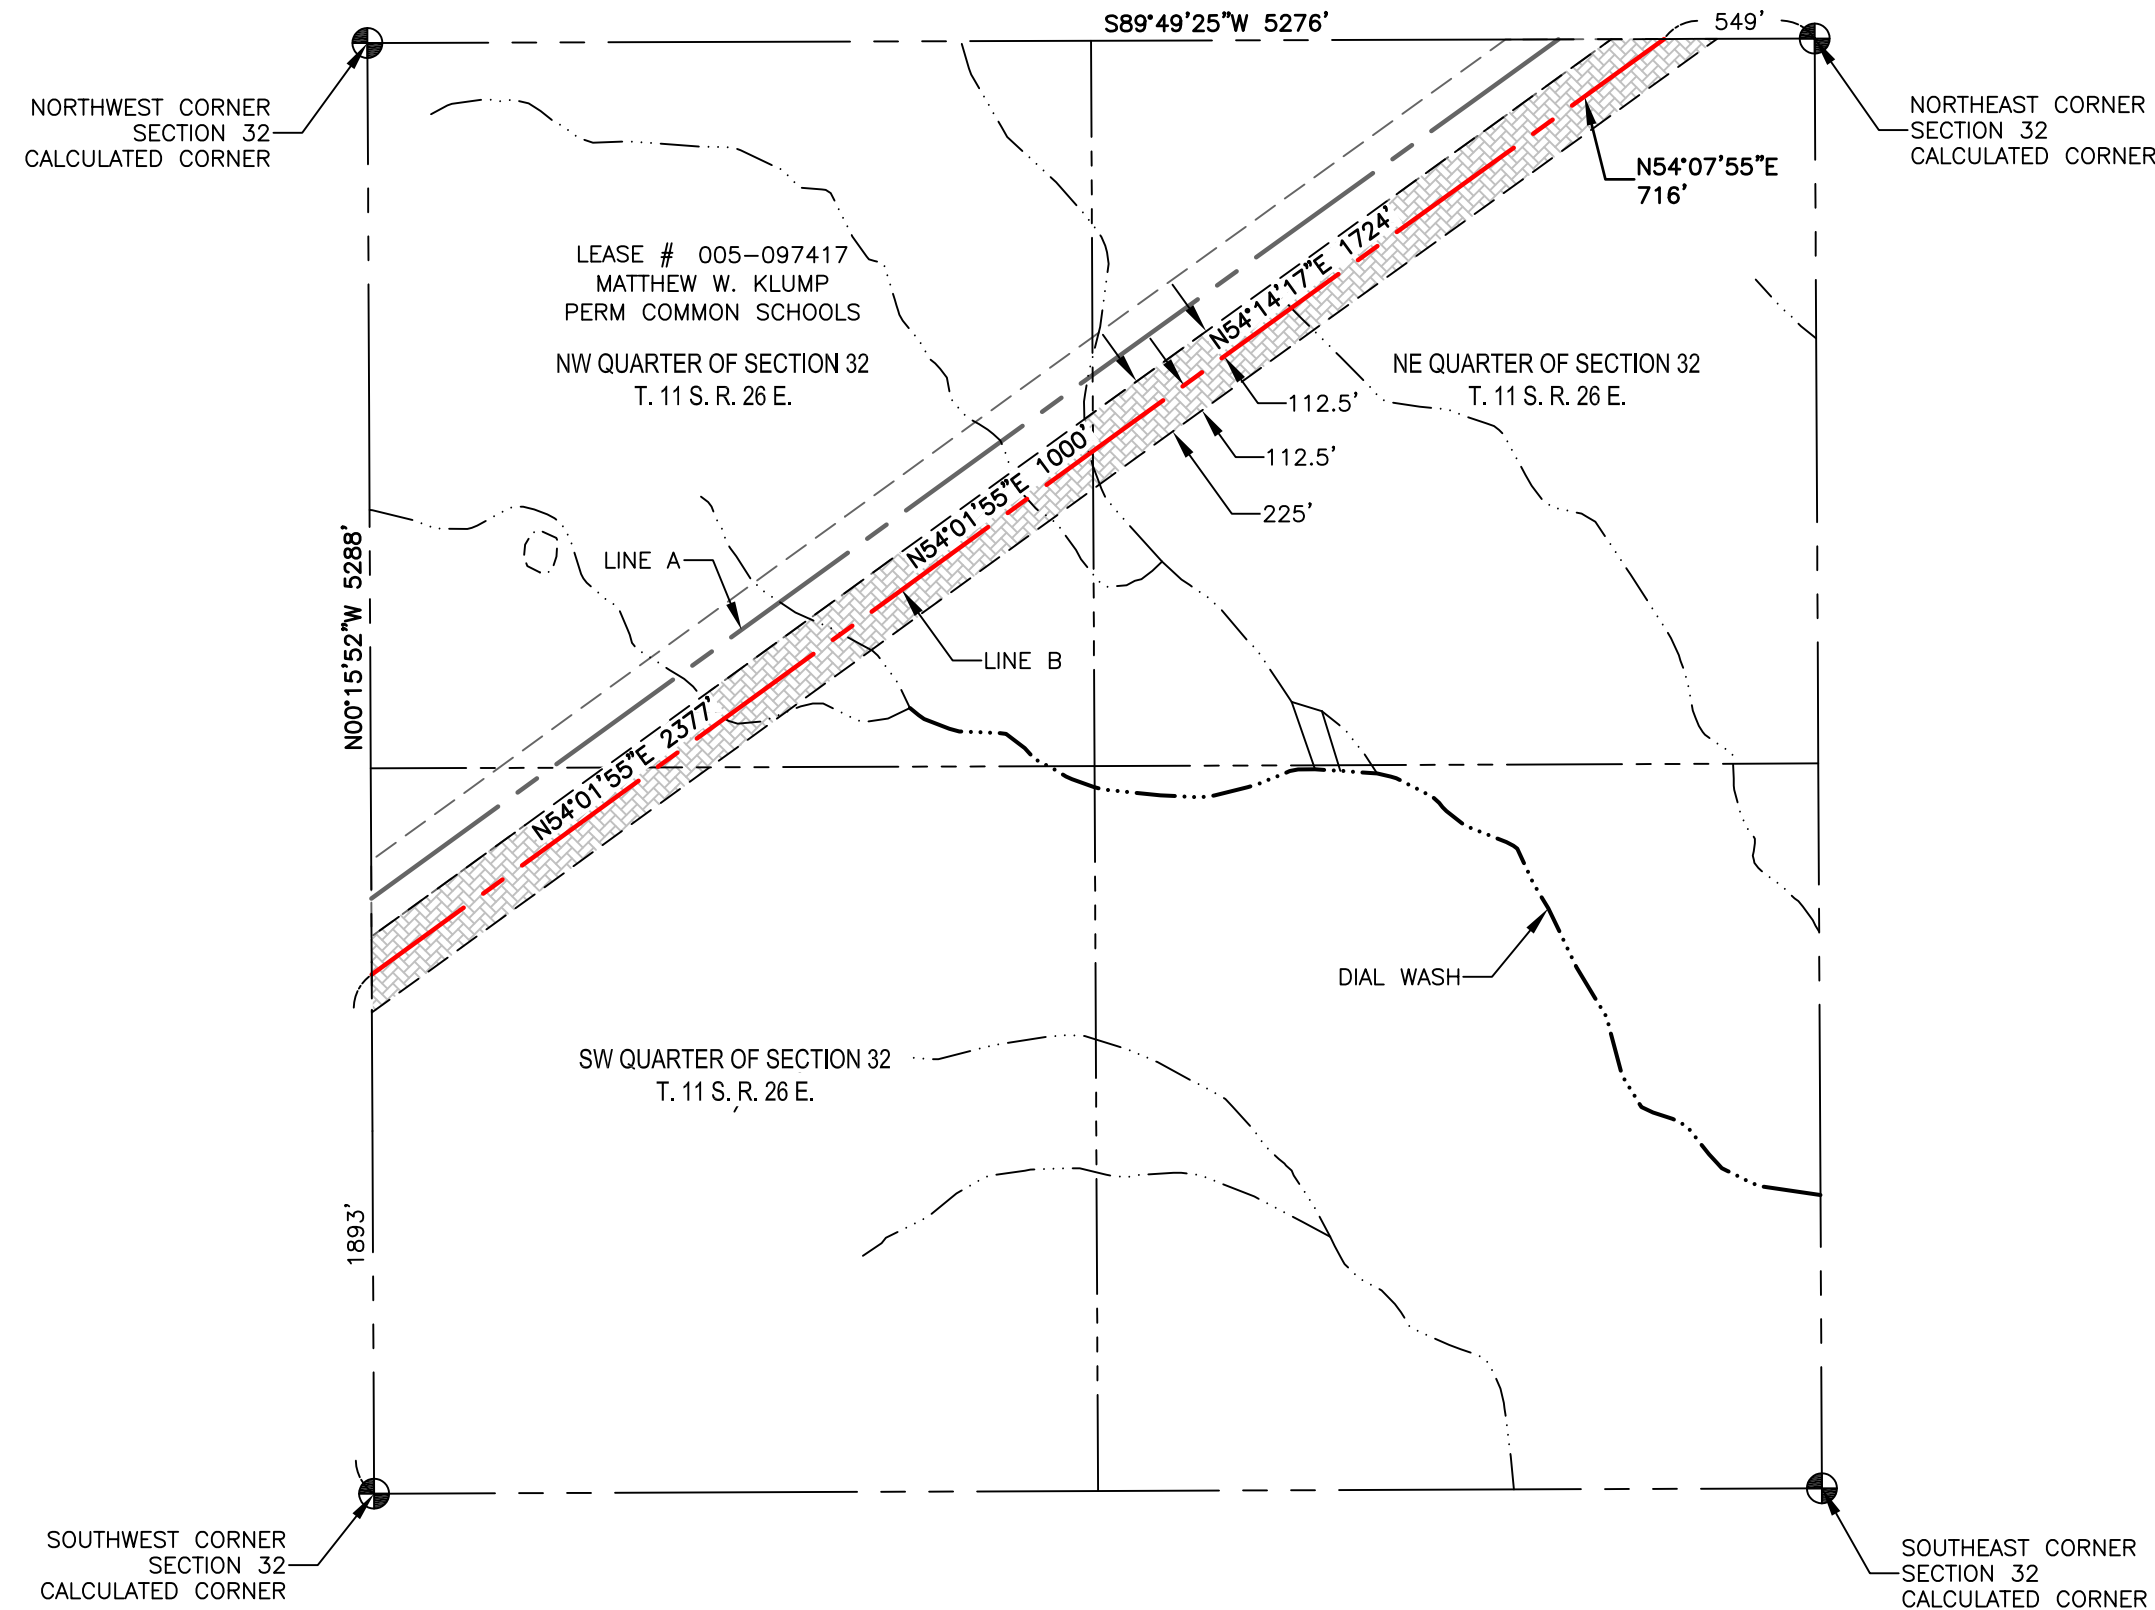 S89°49'25"W 5276'
549'
NORTHWEST CORNER
SECTION 32
CALCULATED CORNER
NORTHEAST CORNER
SECTION 32
CALCULATED CORNER
N54°07'55"E
716'
LEASE # 005-097417
MATTHEW W. KLUMP
PERM COMMON SCHOOLS
NW QUARTER OF SECTION 32
T. 11 S. R. 26 E.
N54°14'17"E 1724'
NE QUARTER OF SECTION 32
T. 11 S. R. 26 E.
112.5'
112.5'
225'
N54°01'55"E 1000'
LINE A
LINE B
N00°15'52"W 5288'
N54°01'55"E 2377'
DIAL WASH
SW QUARTER OF SECTION 32
T. 11 S. R. 26 E.
1893'
SOUTHWEST CORNER
SECTION 32
CALCULATED CORNER
SOUTHEAST CORNER
SECTION 32
CALCULATED CORNER